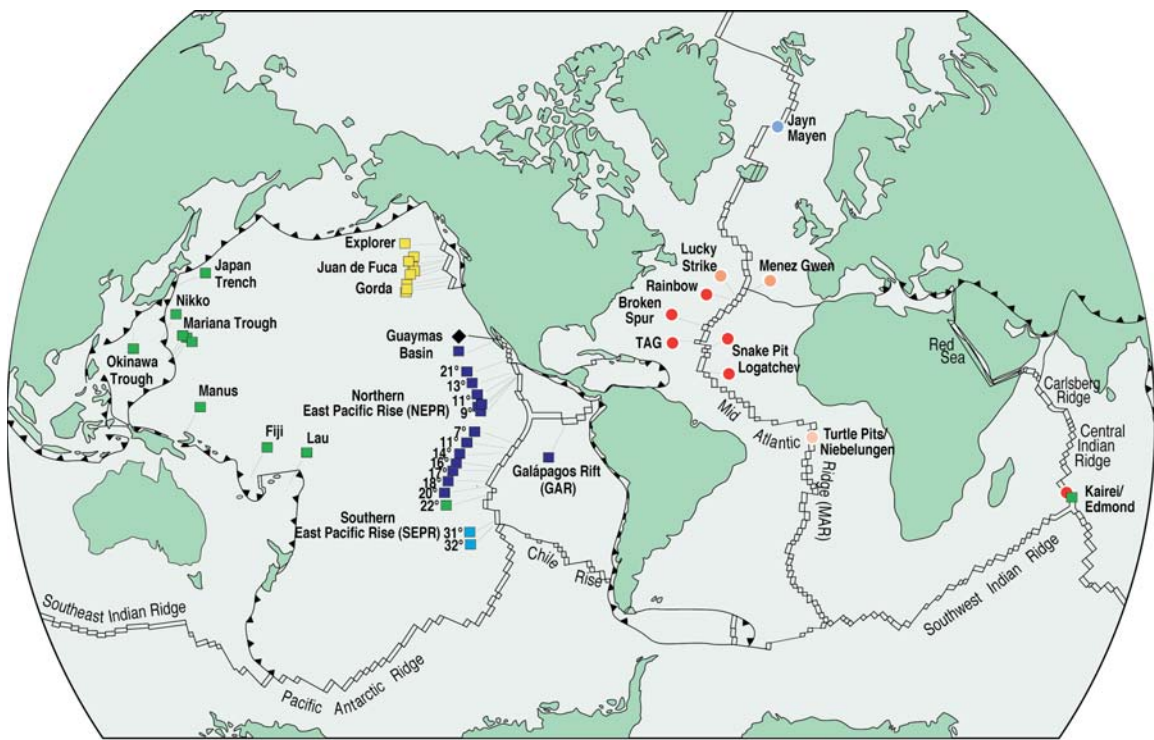 Jayn
Mayen
Explorer
Juan de Fuca
Gorda
Lucky
Strike
Menez Gwen
Rainbow
Broken
Spur
TAG
Snake Pit
Logatchev
Japan
Trench
Nikko
Mariana Trough
Okinawa
Trough
Manus
Fiji
Lau
Guaymas
Basin
21°
13°
11°
9°
Northern
East Pacific Rise (NEPR)
7°
11°
14°
16°
17°
18°
20°
22°
Southern
East Pacific Rise (SEPR)
31°
32°
Galápagos Rift
(GAR)
Mid
Atlantic
Ridge (MAR)
Turtle Pits/
Niebelungen
Red
Sea
Carlsberg
Ridge
Central
Indian
Ridge
Kairei/
Edmond
Chile Rise
Southeast Indian Ridge
Pacific Antarctic Ridge
Southwest Indian Ridge